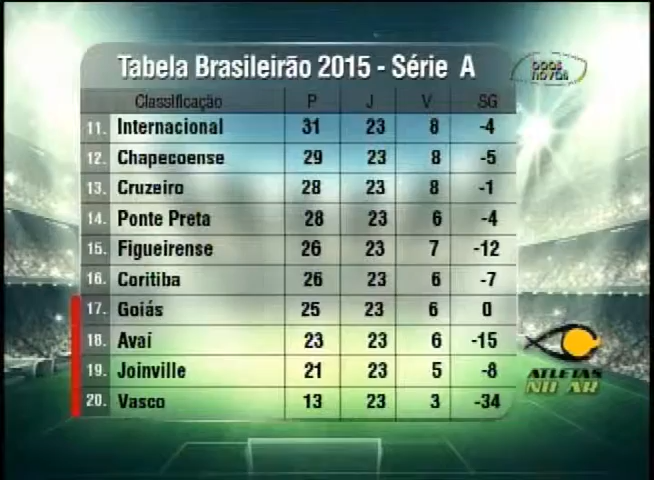 Tabela Brasileirão 2015 - Série A
BOAS
NOVAS
Classificação P J V SG
11. Internacional 31 23 8 -4
12. Chapecoense 29 23 8 -5
13. Cruzeiro 28 23 8 -1
14. Ponte Preta 28 23 6 -4
15. Figueirense 26 23 7 -12
16. Coritiba 26 23 6 -7
17. Goiás 25 23 6 0
18. Avaí 23 23 6 -15
19. Joinville 21 23 5 -8
20. Vasco 13 23 3 -34
ATLETAS
NO AR